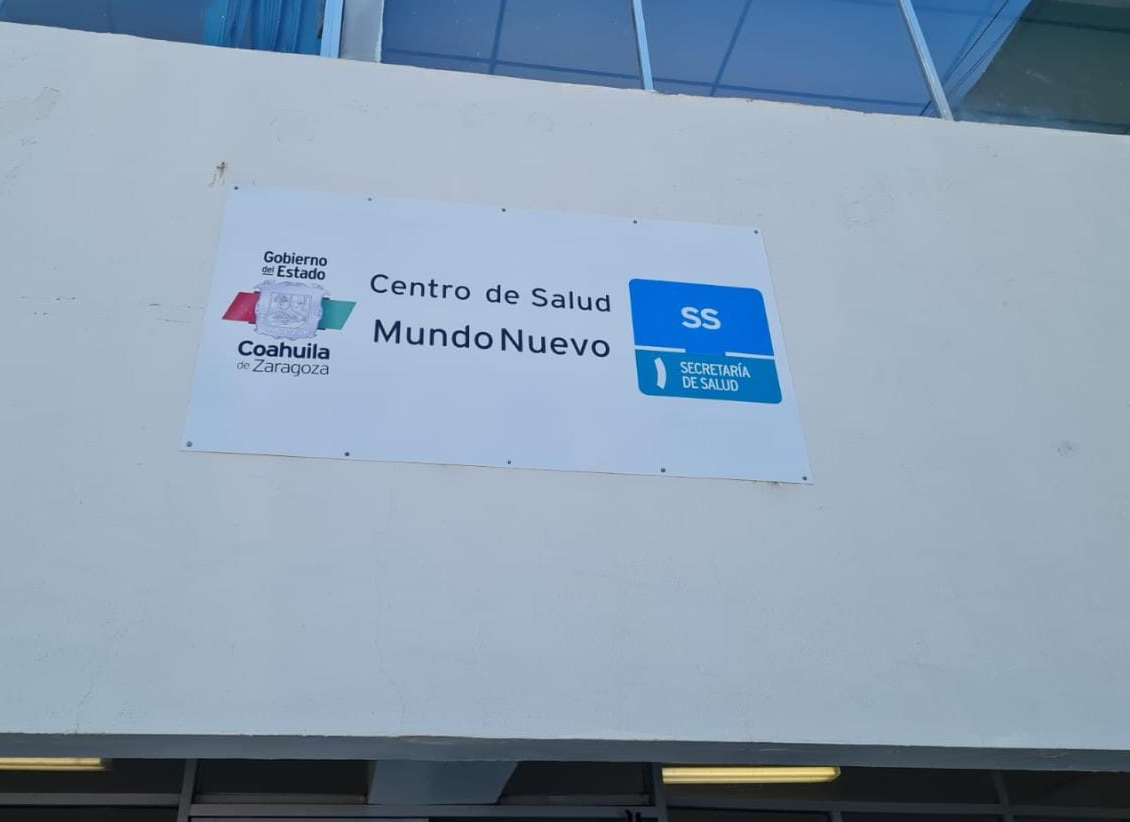 Gobierno
del Estado
Coahuila
de Zaragoza
Centro de Salud
Mundo Nuevo
SS
SECRETARÍA
DE SALUD